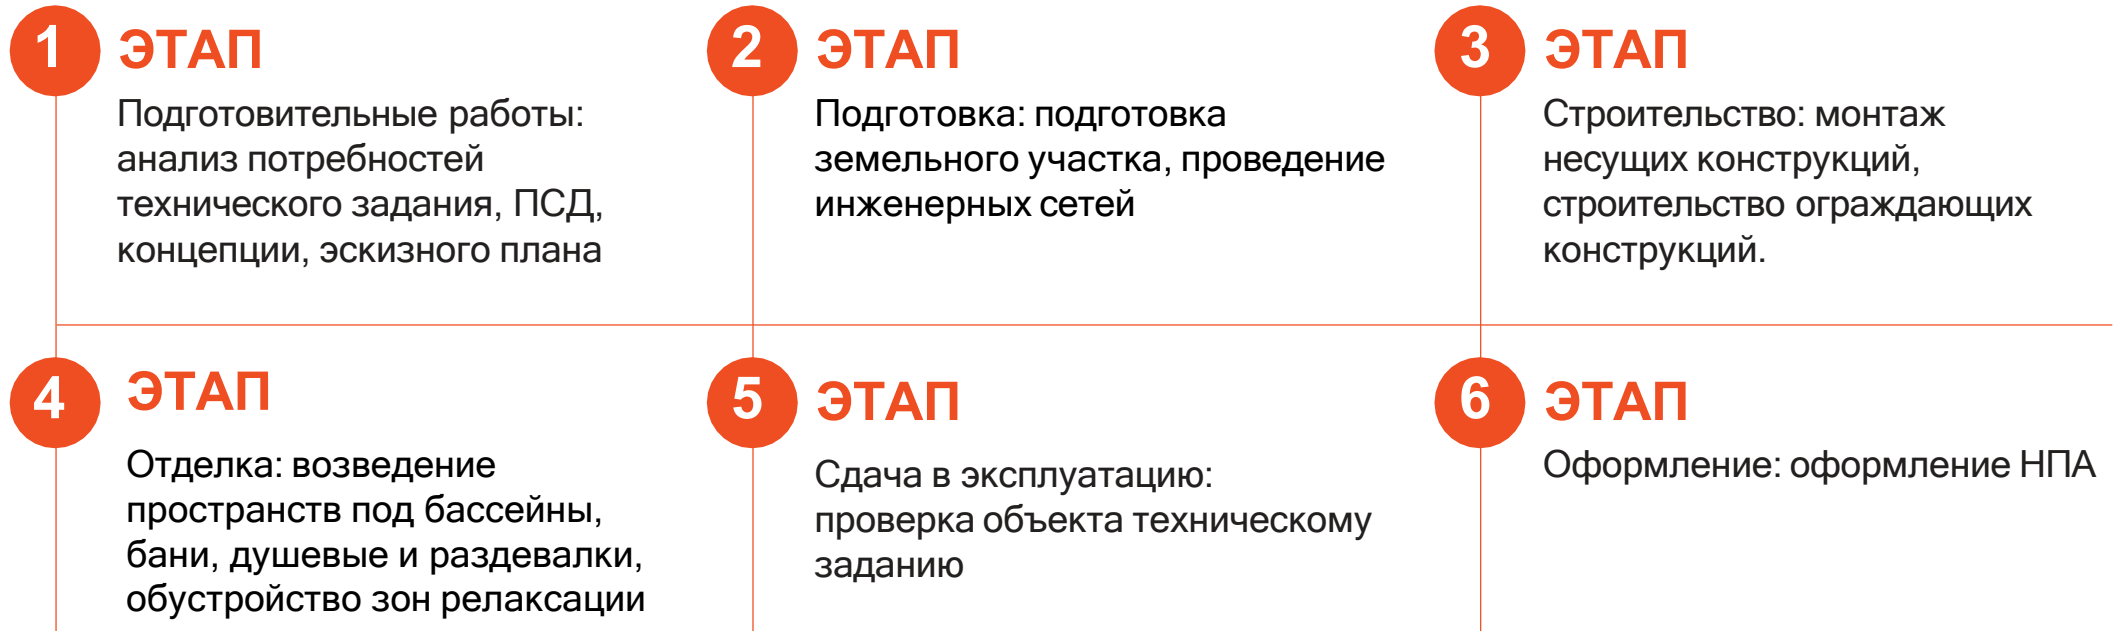 1 ЭТАП
Подготовительные работы:
анализ потребностей
технического задания, ПСД,
концепции, эскизного плана
2 ЭТАП
Подготовка: подготовка
земельного участка, проведение
инженерных сетей
3 ЭТАП
Строительство: монтаж
несущих конструкций,
строительство ограждающих
конструкций.
4 ЭТАП
Отделка: возведение
пространств под бассейны,
бани, душевые и раздевалки,
обустройство зон релаксации
5 ЭТАП
Сдача в эксплуатацию:
проверка объекта техническому
заданию
6 ЭТАП
Оформление: оформление НПА